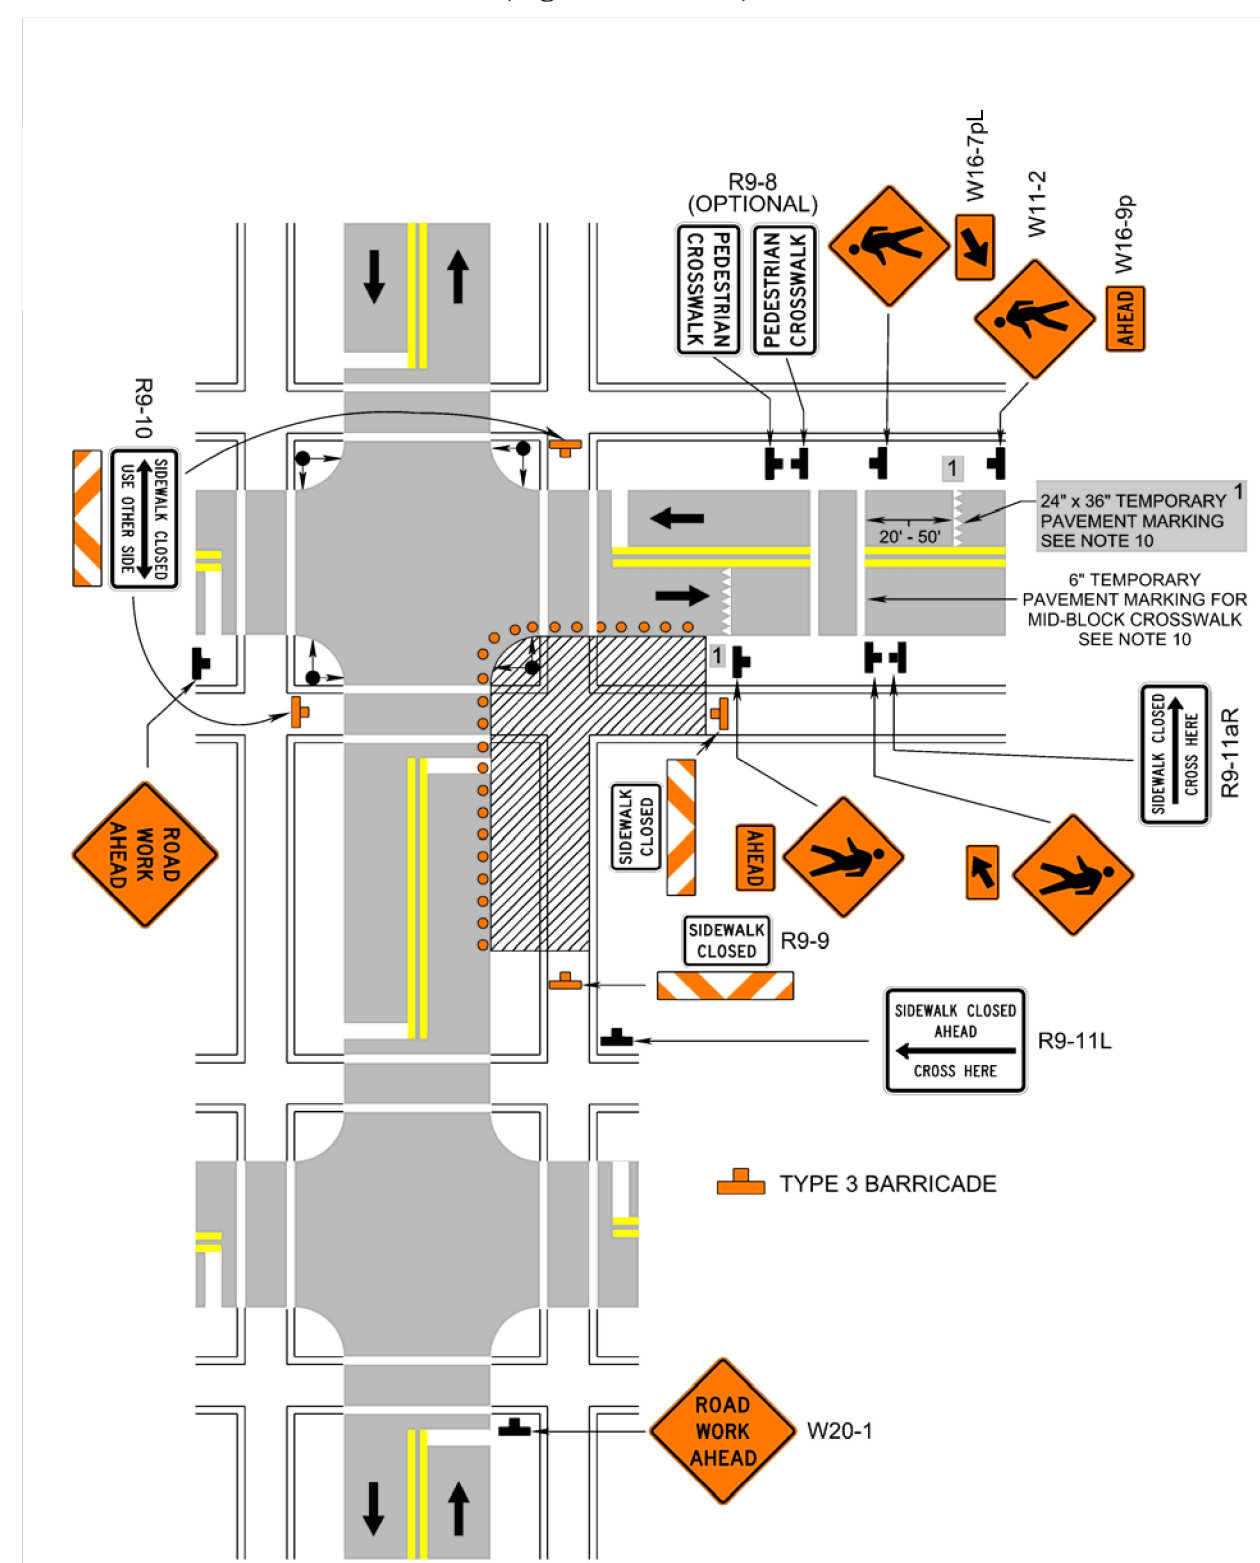 W16-7pL
W11-2
W16-9p
R9-8
(OPTIONAL)
PEDESTRIAN
CROSSWALK
PEDESTRIAN
CROSSWALK
AHEAD
R9-10
SIDEWALK CLOSED
USE OTHER SIDE
1
20' - 50'
24" x 36" TEMPORARY 1
PAVEMENT MARKING
SEE NOTE 10
6" TEMPORARY
PAVEMENT MARKING FOR
MID-BLOCK CROSSWALK
SEE NOTE 10
1
SIDEWALK CLOSED
CROSS HERE
R9-11aR
ROAD
WORK
AHEAD
SIDEWALK
CLOSED
AHEAD
SIDEWALK
CLOSED
R9-9
SIDEWALK CLOSED
AHEAD
CROSS HERE
R9-11L
TYPE 3 BARRICADE
ROAD
WORK
AHEAD
W20-1